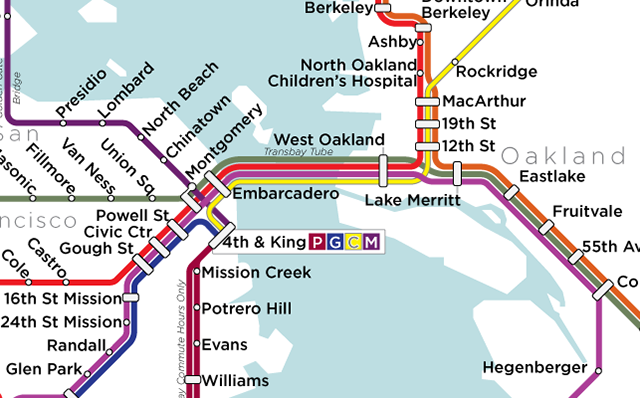 Berkeley
Downtown
Berkeley
Orinda
Ashby
North Oakland
Children's Hospital
Rockridge
MacArthur
19th St
12th St
Oakland
West Oakland
Transbay Tube
Lake Merritt
Eastlake
Fruitvale
55th Av
Co
Hegenberger
Bridge
Presidio
Lombard
North Beach
Chinatown
Montgomery
San
Masonic
Fillmore
Van Ness
Union Sq
Embarcadero
ncisco
Powell St
Civic Ctr
Gough St
4th & King P G C M
Cole
Castro
16th St Mission
24th St Mission
Randall
Glen Park
Mission Creek
Potrero Hill
Evans
Williams
ey Commute Hours Only